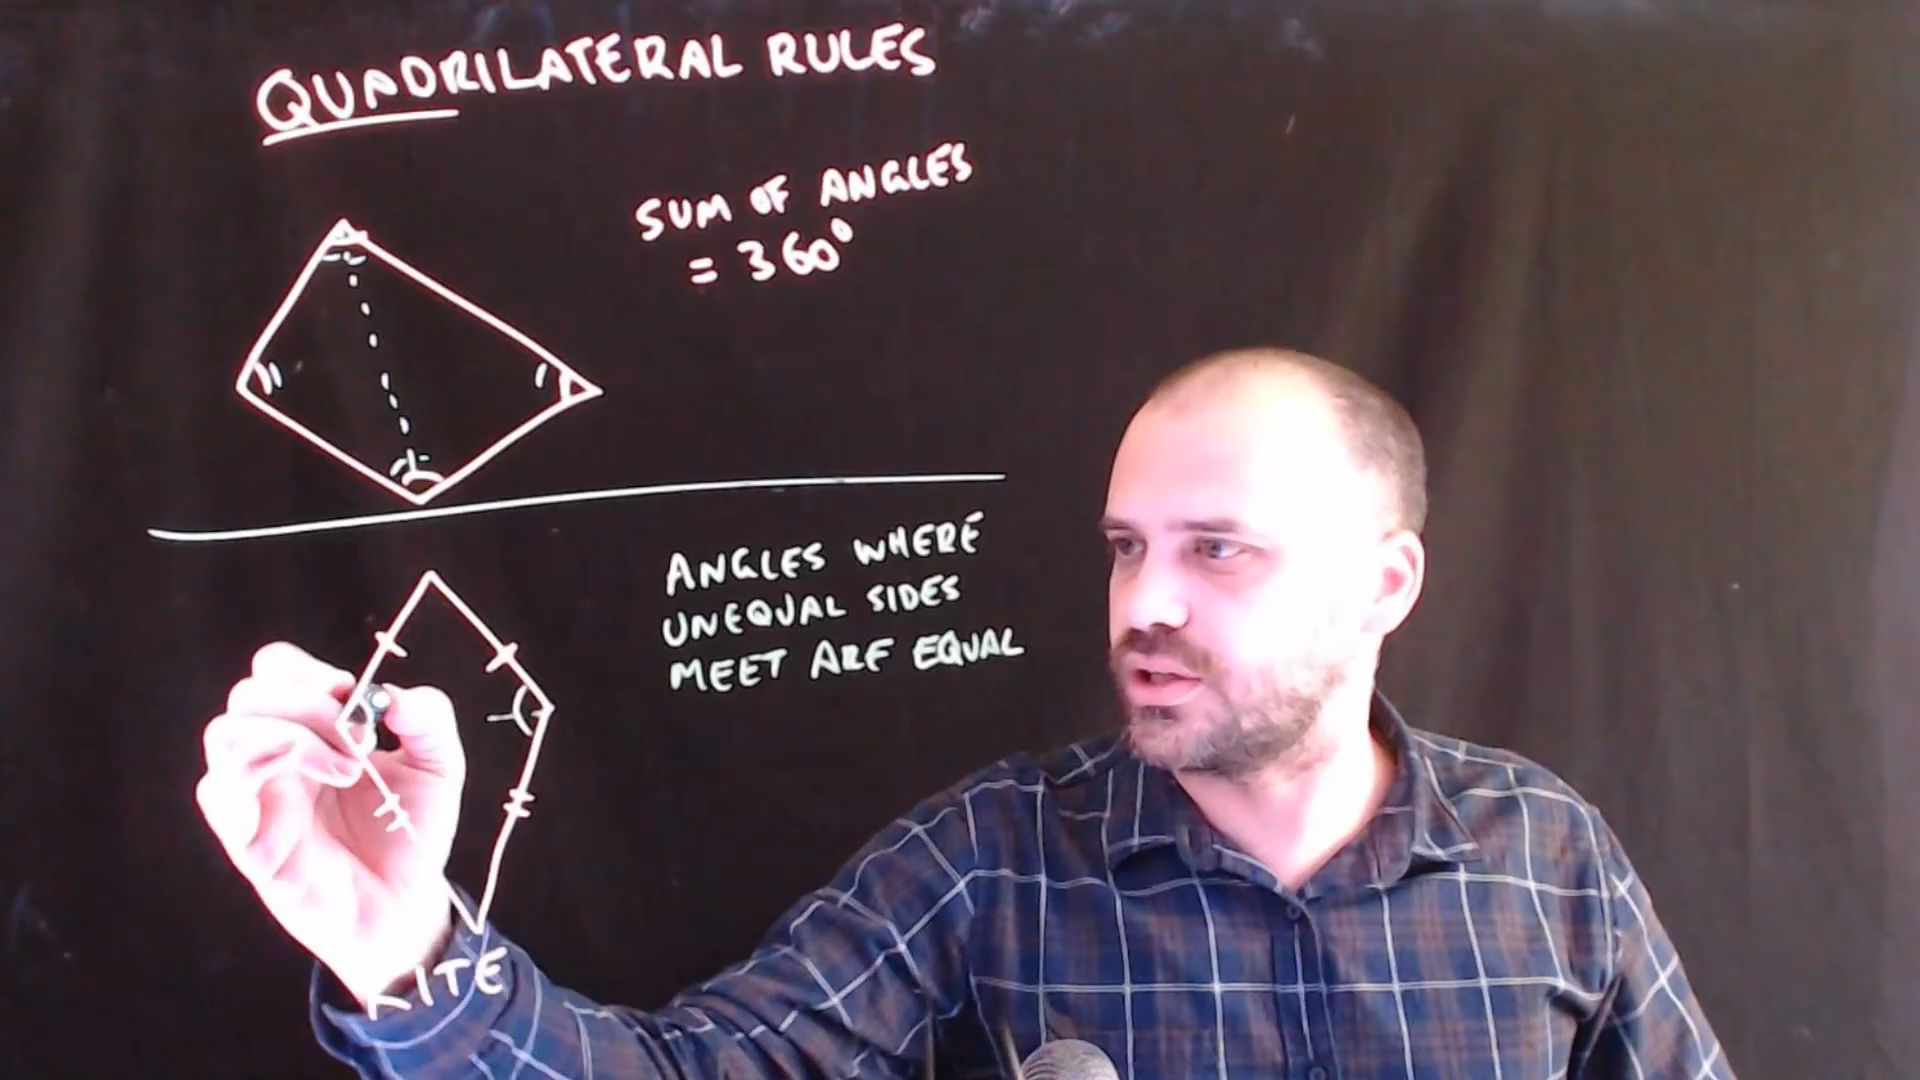 QUADRILATERAL RULES
SUM OF ANGLES
= 360°
ANGLES WHERE
UNEQUAL SIDES
MEET ARE EQUAL
KITE